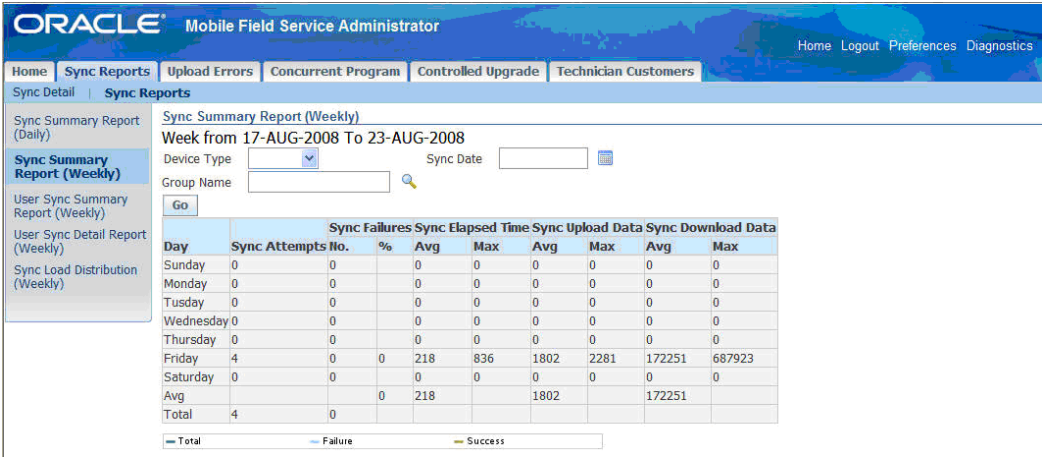 ORACLE® Mobile Field Service Administrator
Home Logout Preferences Diagnostics
Home Sync Reports Upload Errors Concurrent Program Controlled Upgrade Technician Customers
Sync Detail | Sync Reports
Sync Summary Report (Daily)
Sync Summary Report (Weekly)
User Sync Summary Report (Weekly)
User Sync Detail Report (Weekly)
Sync Load Distribution (Weekly)
Sync Summary Report (Weekly)
Week from 17-AUG-2008 To 23-AUG-2008
Device Type Sync Date
Group Name
Go
Sync Failures Sync Elapsed Time Sync Upload Data Sync Download Data
Day Sync Attempts No. % Avg Max Avg Max Avg Max
Sunday 0 0 0 0 0 0 0 0
Monday 0 0 0 0 0 0 0 0
Tusday 0 0 0 0 0 0 0 0
Wednesday 0 0 0 0 0 0 0 0
Thursday 0 0 0 0 0 0 0 0
Friday 4 0 0 218 836 1802 2281 172251 687923
Saturday 0 0 0 0 0 0 0 0
Avg 0 218 1802 172251
Total 4 0
Total Failure Success